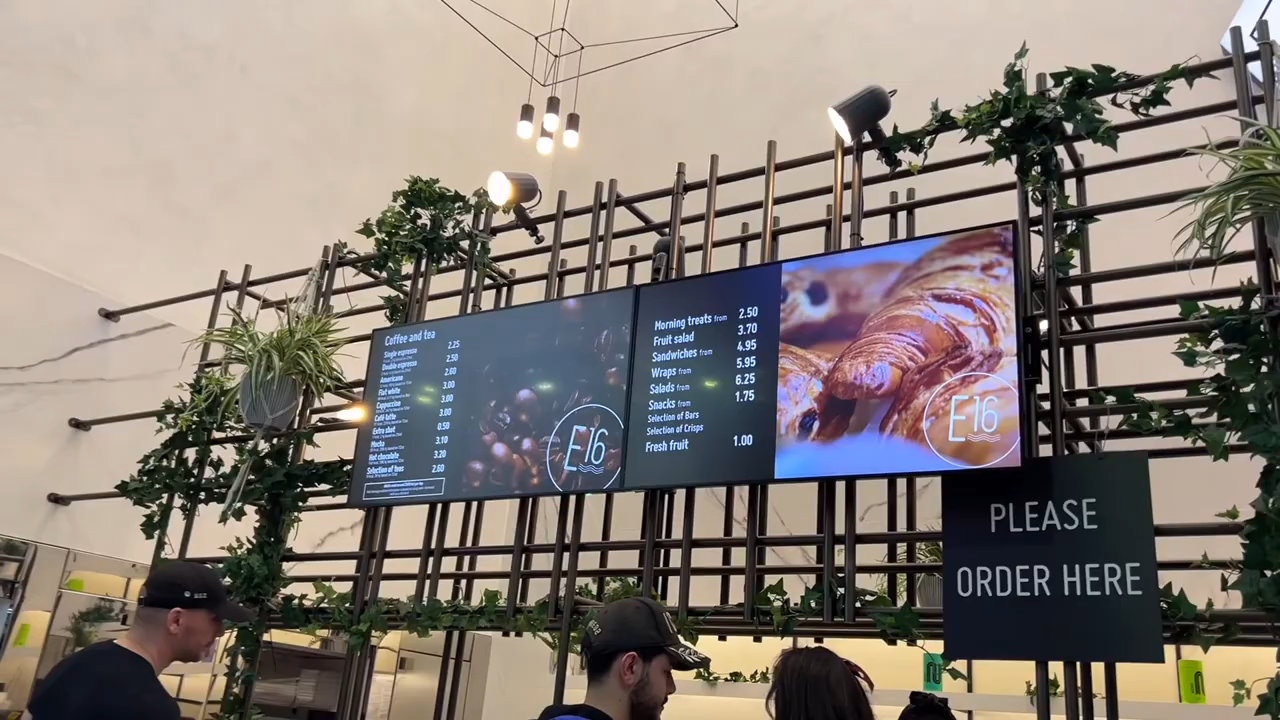 Coffee and tea
Single espresso 2.25
Double espresso 2.50
Americano 2.60
Flat white 3.00
Cappuccino 3.00
Caffè latte 3.00
Extra shot 0.50
Mocha 3.10
Hot chocolate 3.20
Selection of teas 2.60
E16
Morning treats from 2.50
Fruit salad 3.70
Sandwiches from 4.95
Wraps from 5.95
Salads from 6.25
Snacks from 1.75
Selection of Bars
Selection of Crisps
Fresh fruit 1.00
E16
PLEASE
ORDER HERE